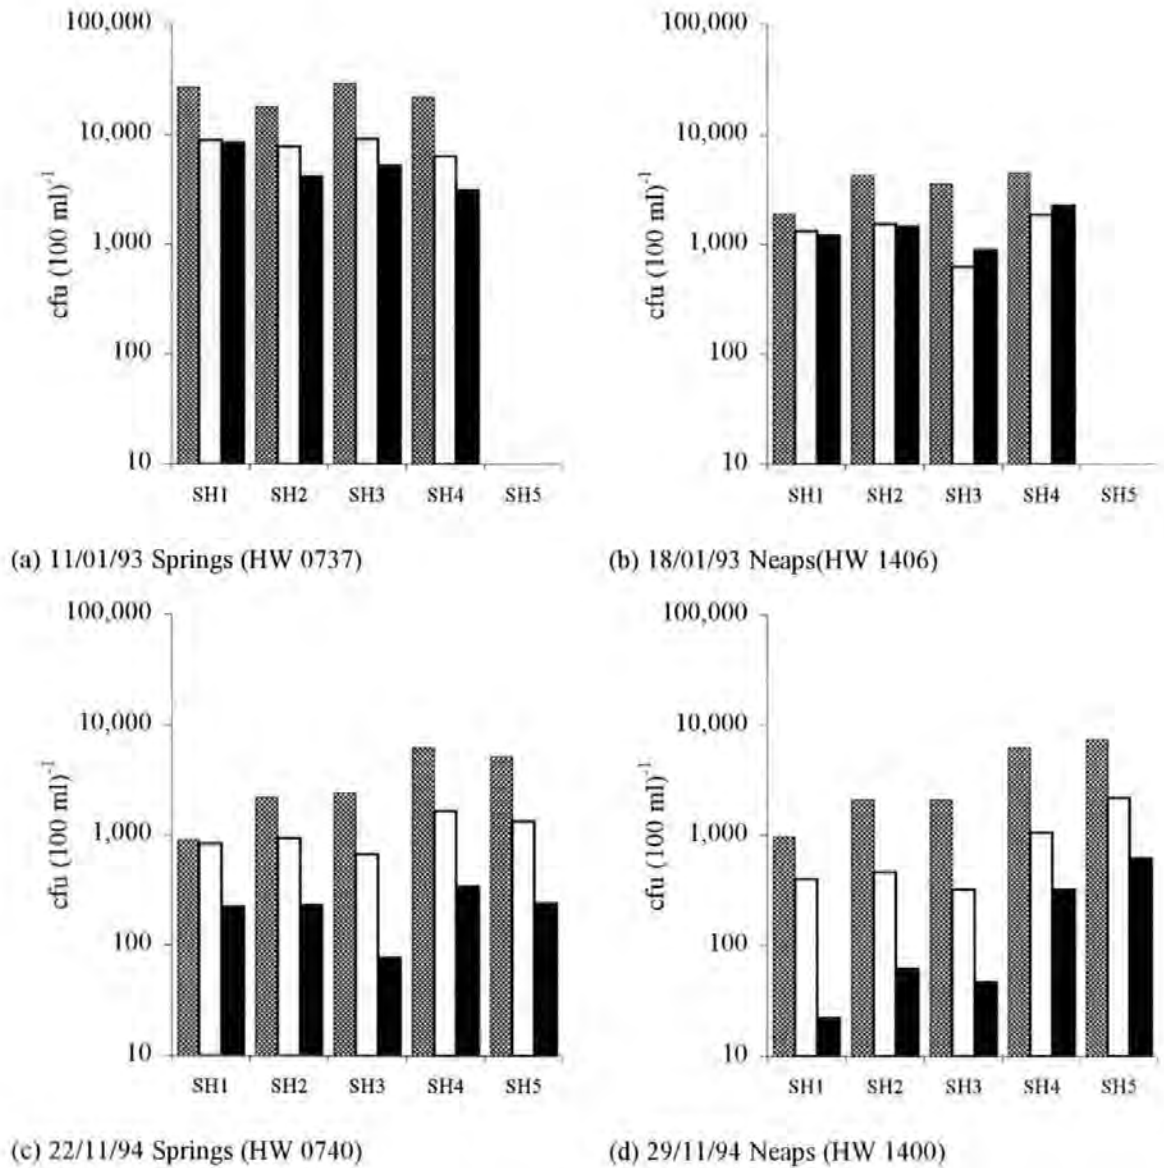 100,000
10,000
1,000
100
10
cfu (100 ml)⁻¹
SH1 SH2 SH3 SH4 SH5
(a) 11/01/93 Springs (HW 0737)
100,000
10,000
1,000
100
10
cfu (100 ml)⁻¹
SH1 SH2 SH3 SH4 SH5
(b) 18/01/93 Neaps(HW 1406)
100,000
10,000
1,000
100
10
cfu (100 ml)⁻¹
SH1 SH2 SH3 SH4 SH5
(c) 22/11/94 Springs (HW 0740)
100,000
10,000
1,000
100
10
cfu (100 ml)⁻¹
SH1 SH2 SH3 SH4 SH5
(d) 29/11/94 Neaps (HW 1400)